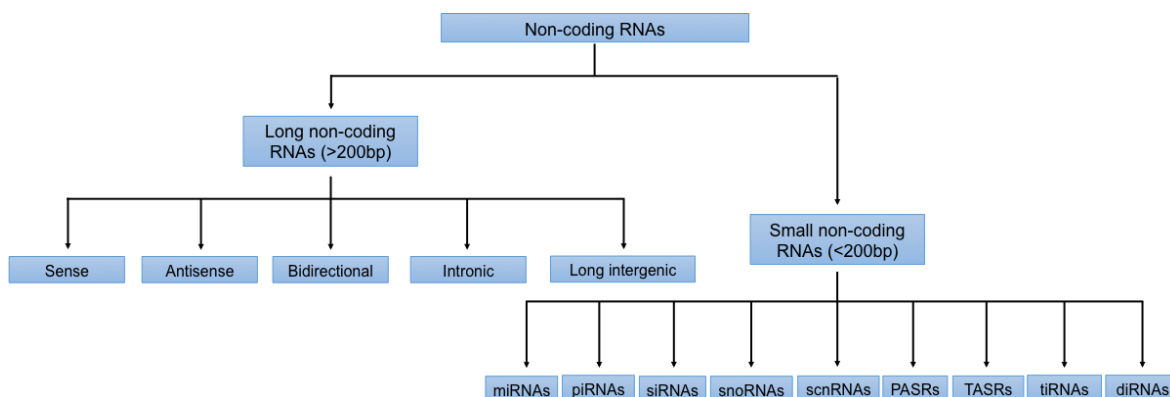 Non-coding RNAs
Long non-coding
RNAs (>200bp)
Small non-coding
RNAs (<200bp)
Sense
Antisense
Bidirectional
Intronic
Long intergenic
miRNAs
piRNAs
siRNAs
snoRNAs
scnRNAs
PASRs
TASRs
tiRNAs
diRNAs